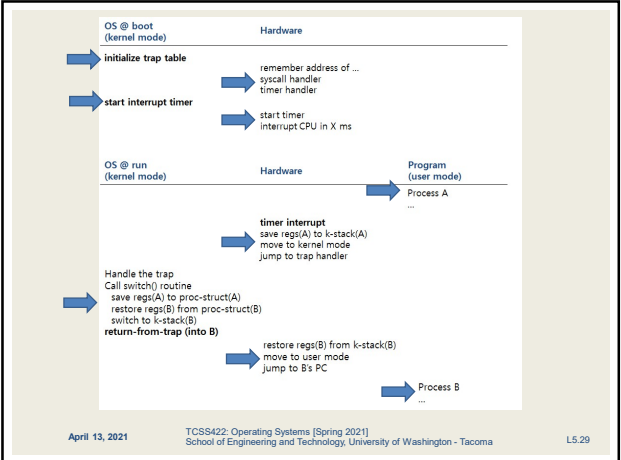 OS @ boot
(kernel mode)
Hardware
initialize trap table
remember address of ...
syscall handler
timer handler
start interrupt timer
start timer
interrupt CPU in X ms
OS @ run
(kernel mode)
Hardware
Program
(user mode)
Process A
...
timer interrupt
save regs(A) to k-stack(A)
move to kernel mode
jump to trap handler
Handle the trap
Call switch() routine
save regs(A) to proc-struct(A)
restore regs(B) from proc-struct(B)
switch to k-stack(B)
return-from-trap (into B)
restore regs(B) from k-stack(B)
move to user mode
jump to B's PC
Process B
...
April 13, 2021
TCSS422: Operating Systems [Spring 2021]
School of Engineering and Technology, University of Washington - Tacoma
L5.29